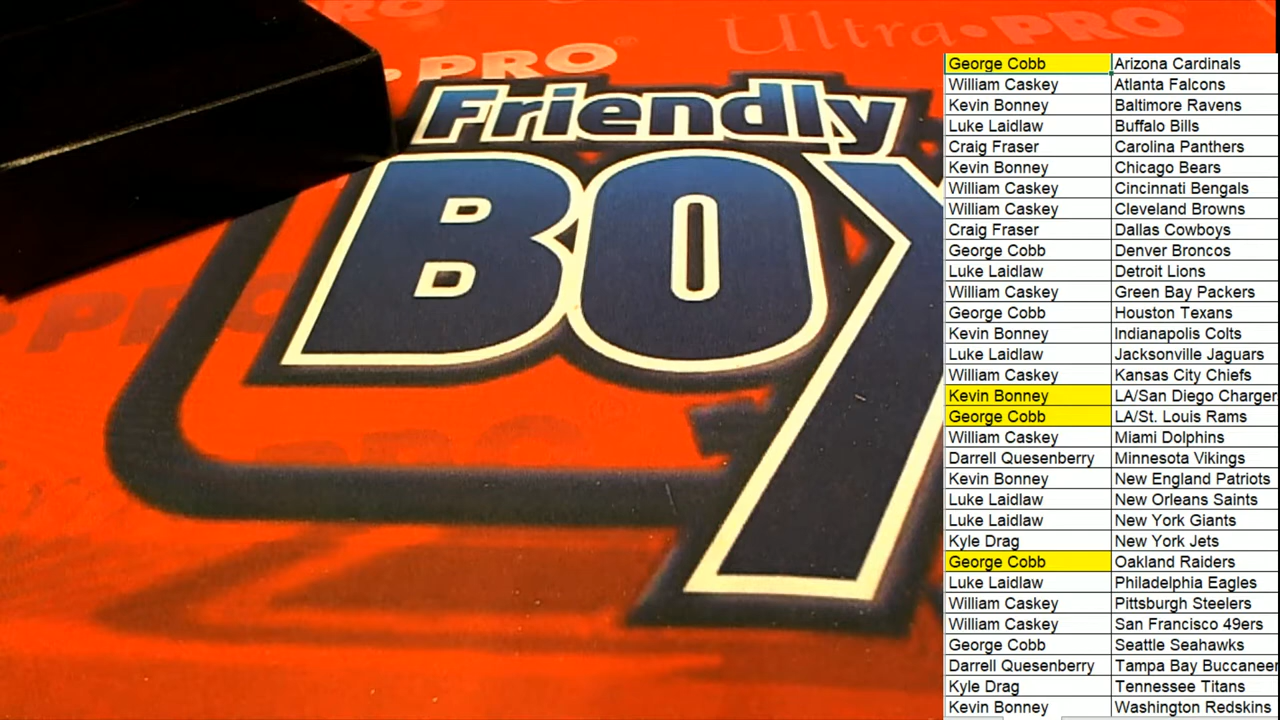 PRO
Ultra·PRO
·PRO
Friendly
BOY
·PRO
George Cobb Arizona Cardinals
William Caskey Atlanta Falcons
Kevin Bonney Baltimore Ravens
Luke Laidlaw Buffalo Bills
Craig Fraser Carolina Panthers
Kevin Bonney Chicago Bears
William Caskey Cincinnati Bengals
William Caskey Cleveland Browns
Craig Fraser Dallas Cowboys
George Cobb Denver Broncos
Luke Laidlaw Detroit Lions
William Caskey Green Bay Packers
George Cobb Houston Texans
Kevin Bonney Indianapolis Colts
Luke Laidlaw Jacksonville Jaguars
William Caskey Kansas City Chiefs
Kevin Bonney LA/San Diego Charger
George Cobb LA/St. Louis Rams
William Caskey Miami Dolphins
Darrell Quesenberry Minnesota Vikings
Kevin Bonney New England Patriots
Luke Laidlaw New Orleans Saints
Luke Laidlaw New York Giants
Kyle Drag New York Jets
George Cobb Oakland Raiders
Luke Laidlaw Philadelphia Eagles
William Caskey Pittsburgh Steelers
William Caskey San Francisco 49ers
George Cobb Seattle Seahawks
Darrell Quesenberry Tampa Bay Buccaneer
Kyle Drag Tennessee Titans
Kevin Bonney Washington Redskins